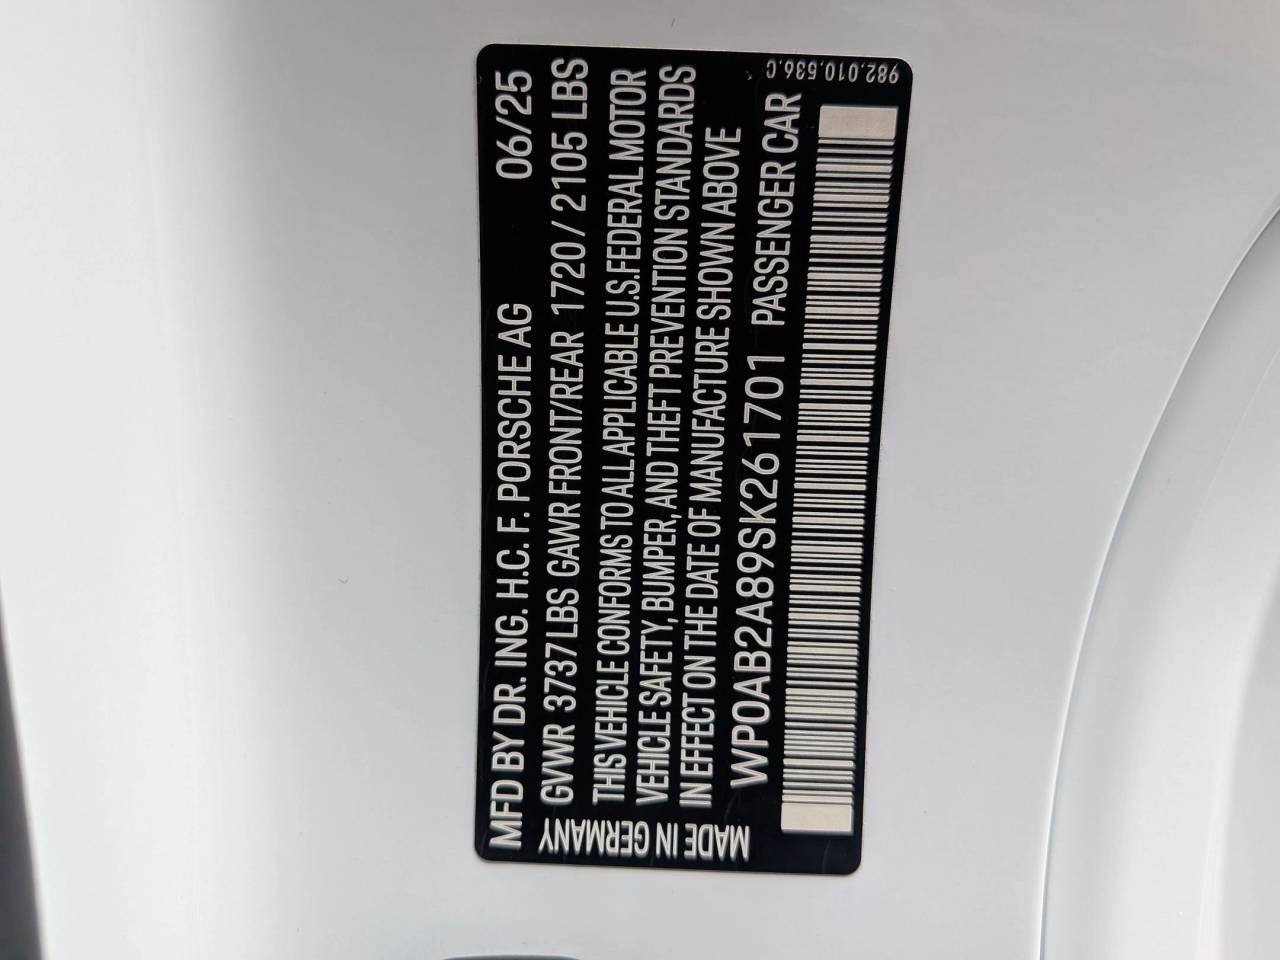 MFD BY DR. ING. H.C. F. PORSCHE AG 06/25
GVWR 3737 LBS GAWR FRONT/REAR 1720 / 2105 LBS
THIS VEHICLE CONFORMS TO ALL APPLICABLE U.S. FEDERAL MOTOR
VEHICLE SAFETY, BUMPER, AND THEFT PREVENTION STANDARDS
IN EFFECT ON THE DATE OF MANUFACTURE SHOWN ABOVE
WP0AB2A89SK261701 PASSENGER CAR
MADE IN GERMANY
982.010.536.C